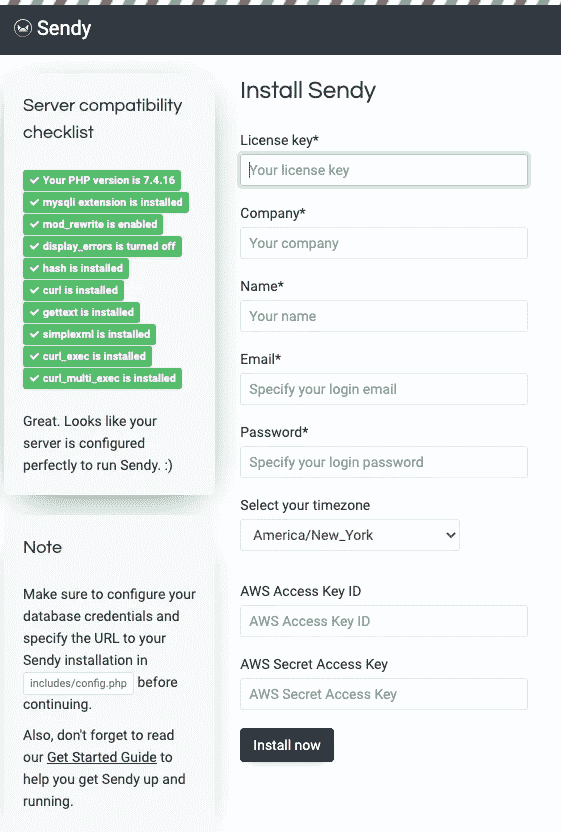 Sendy
Server compatibility
checklist
Your PHP version is 7.4.16
mysqli extension is installed
mod_rewrite is enabled
display_errors is turned off
hash is installed
curl is installed
gettext is installed
simplexml is installed
curl_exec is installed
curl_multi_exec is installed
Great. Looks like your
server is configured
perfectly to run Sendy. :)
Note
Make sure to configure your
database credentials and
specify the URL to your
Sendy installation in
includes/config.php before
continuing.
Also, don't forget to read
our Get Started Guide to
help you get Sendy up and
running.
Install Sendy
License key*
Your license key
Company*
Your company
Name*
Your name
Email*
Specify your login email
Password*
Specify your login password
Select your timezone
America/New_York
AWS Access Key ID
AWS Access Key ID
AWS Secret Access Key
AWS Secret Access Key
Install now